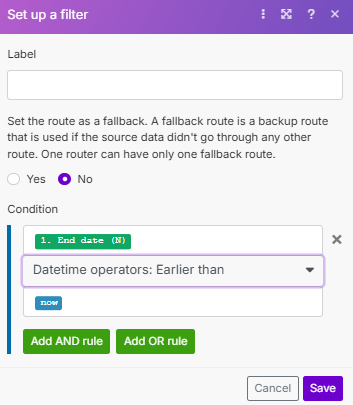 Set up a filter
Label
Set the route as a fallback. A fallback route is a backup route
that is used if the source data didn't go through any other
route. One router can have only one fallback route.
Yes No
Condition
1. End date (N)
Datetime operators: Earlier than
now
Add AND rule Add OR rule
Cancel Save